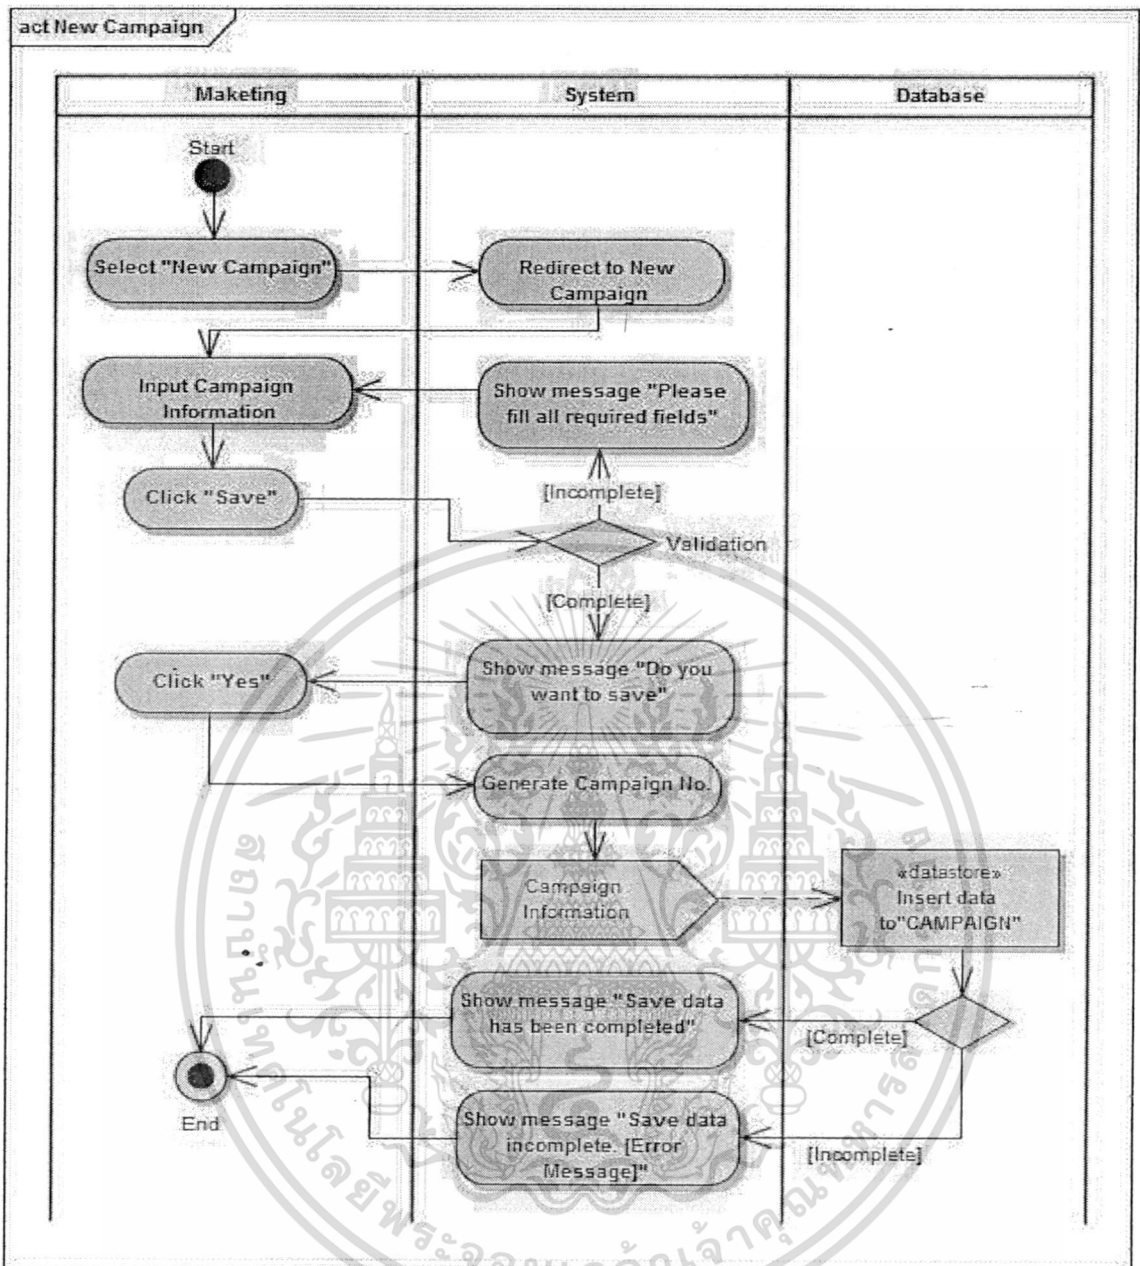 act New Campaign
Maketing
System
Database
Start
Select "New Campaign"
Redirect to New
Campaign
Input Campaign
Information
Show message "Please
fill all required fields"
Click "Save"
[Incomplete]
Validation
[Complete]
Click "Yes"
Show message "Do you
want to save"
Generate Campaign No.
Campaign
Information
«datastore»
Insert data
to"CAMPAIGN"
Show message "Save data
has been completed"
[Complete]
End
Show message "Save data
incomplete. [Error
Message]"
[Incomplete]